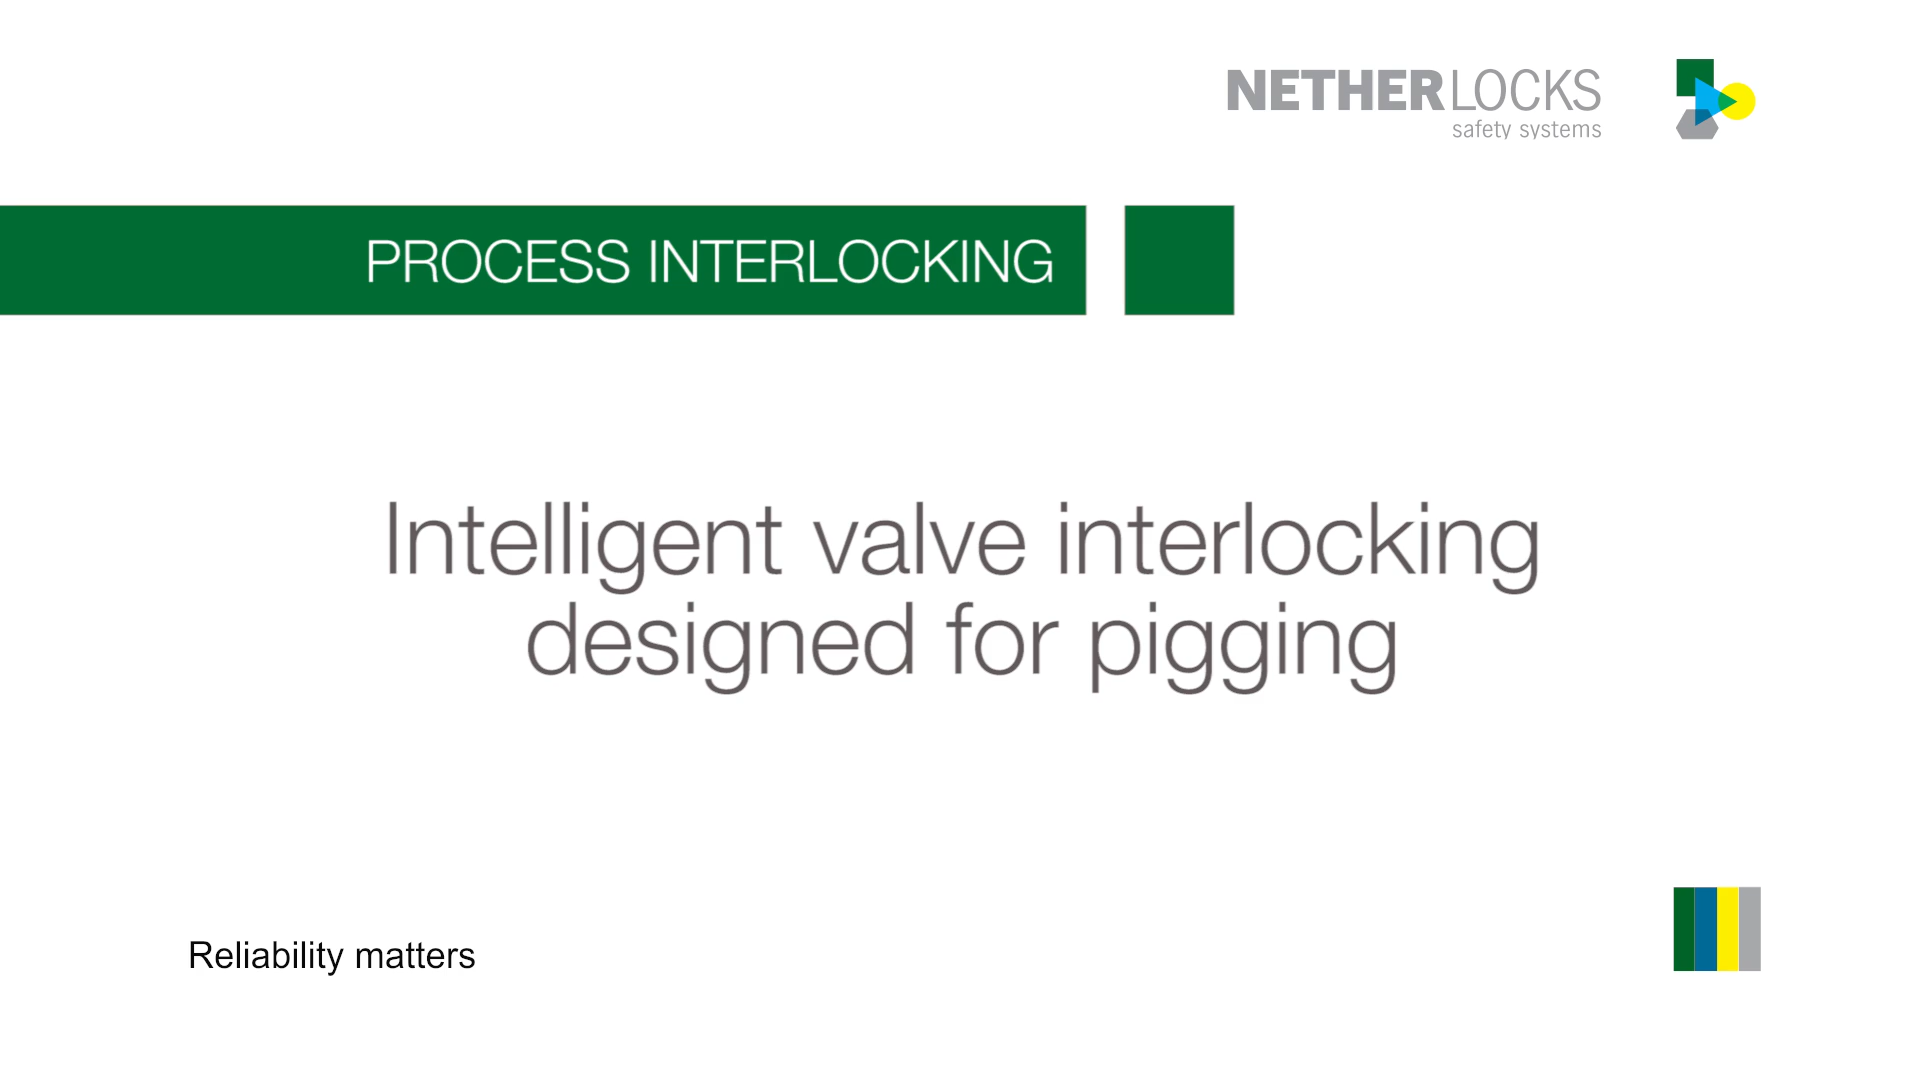 NETHERLOCKS
safety systems
PROCESS INTERLOCKING
Intelligent valve interlocking
designed for pigging
Reliability matters